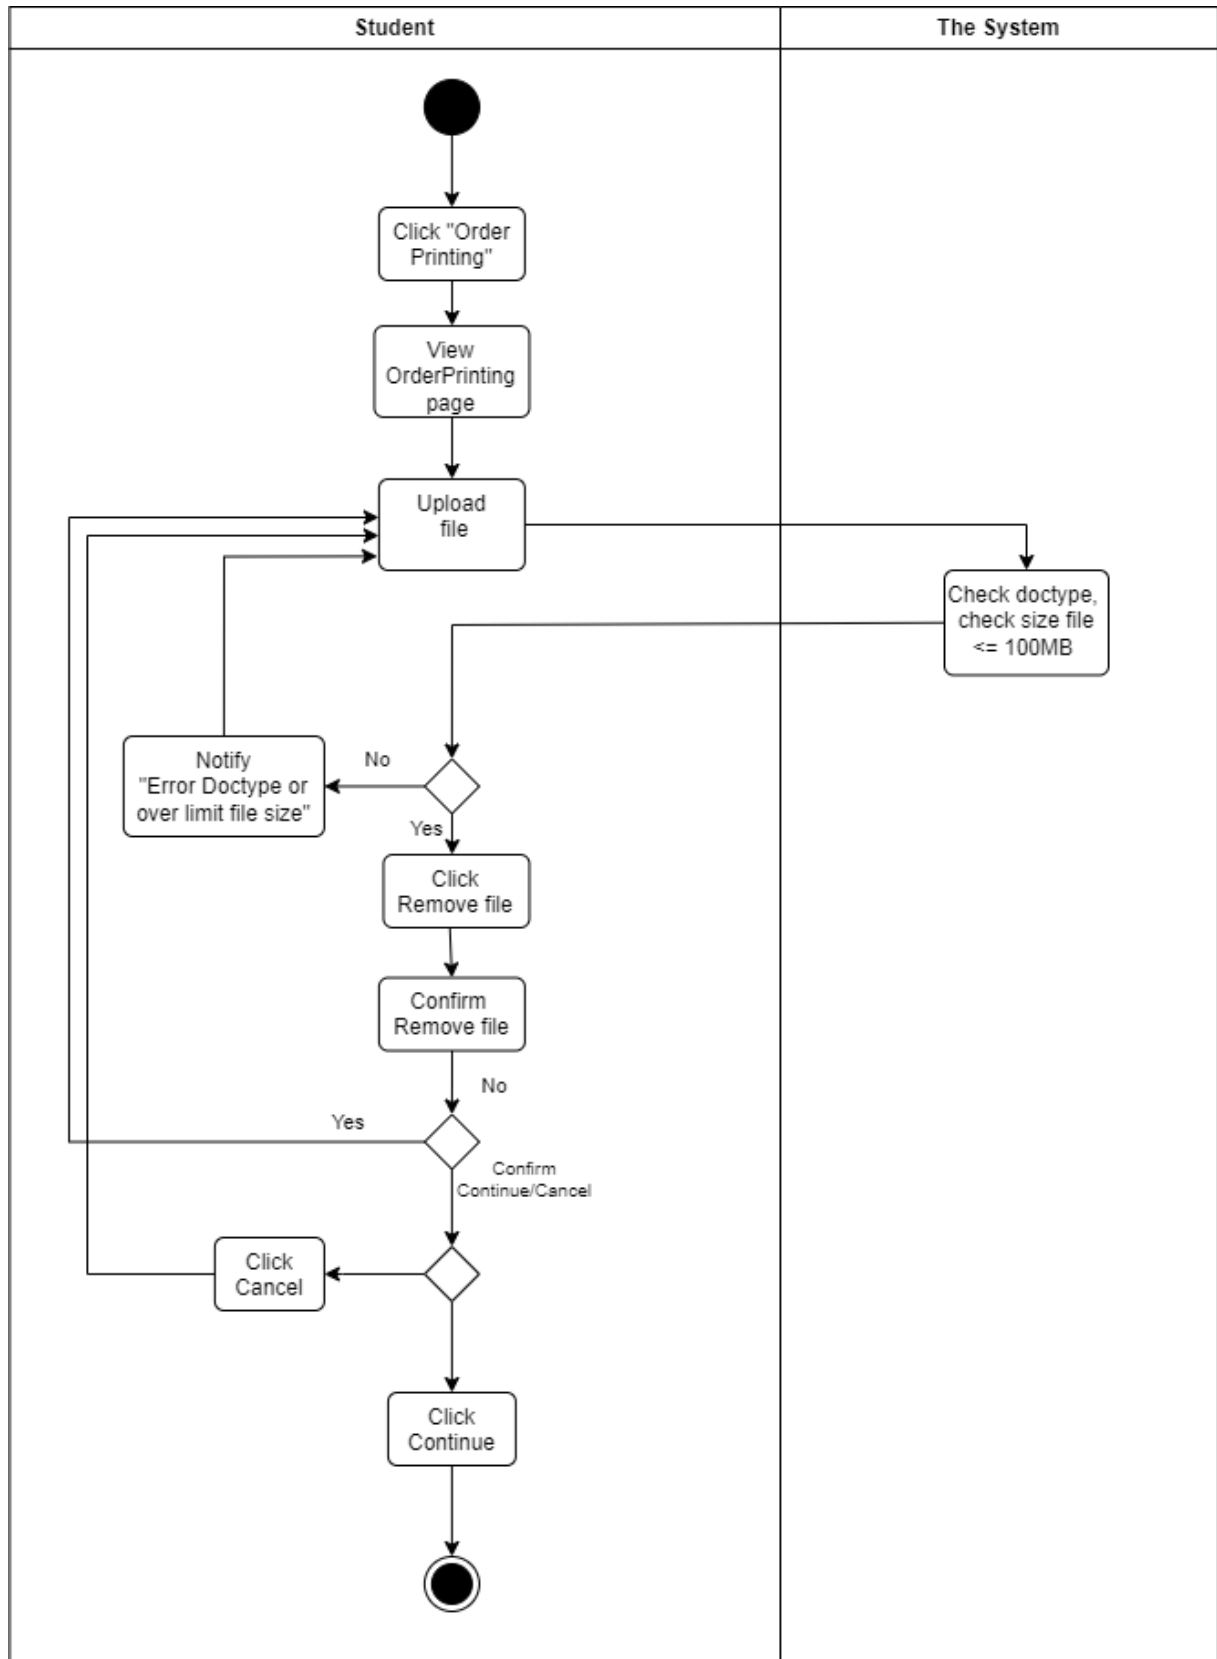 Student
The System
Click "Order
Printing"
View
OrderPrinting
page
Upload
file
Check doctype,
check size file
<= 100MB
Notify
"Error Doctype or
over limit file size"
No
Yes
Click
Remove file
Confirm
Remove file
No
Yes
Confirm
Continue/Cancel
Click
Cancel
Click
Continue